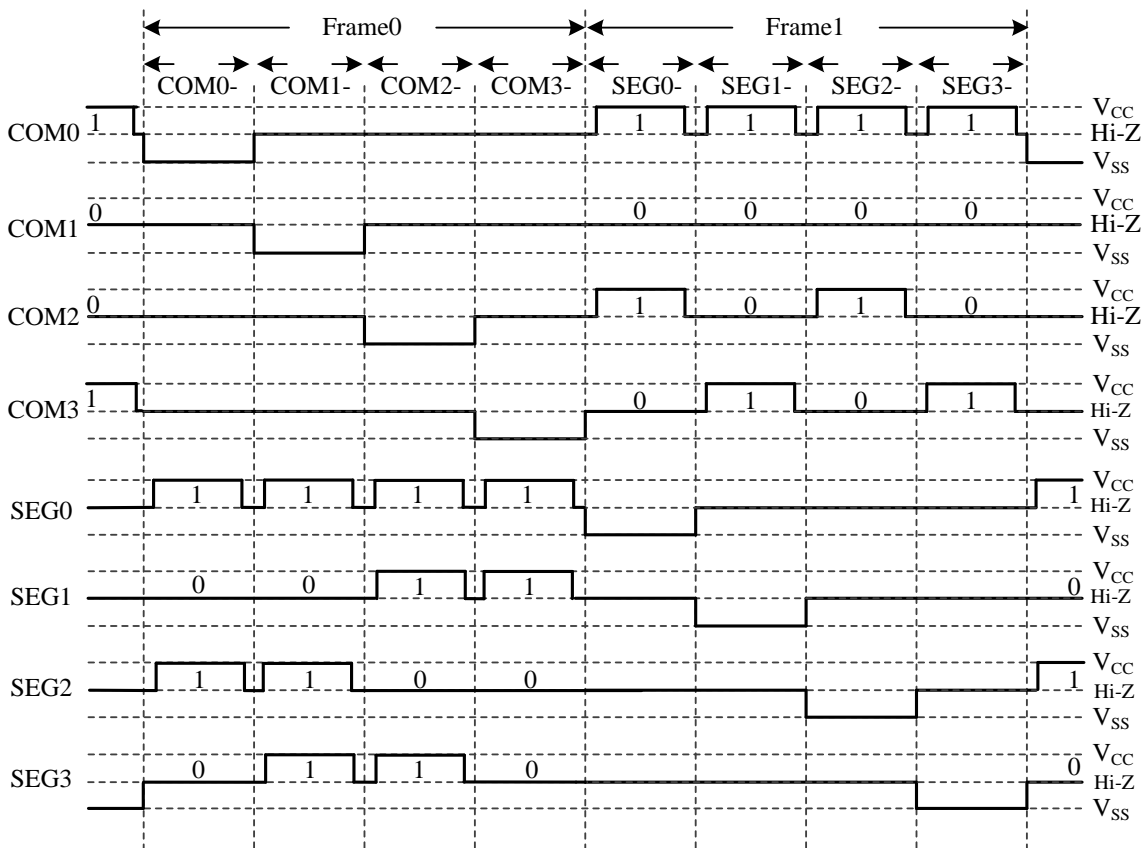 Frame0 Frame1
COM0- COM1- COM2- COM3- SEG0- SEG1- SEG2- SEG3-
COM0 1 1 1 1 1 VCC Hi-Z VSS
COM1 0 0 0 0 0 VCC Hi-Z VSS
COM2 0 1 0 1 0 VCC Hi-Z VSS
COM3 1 0 1 0 1 VCC Hi-Z VSS
SEG0 1 1 1 1 1 VCC Hi-Z VSS
SEG1 0 0 1 1 0 VCC Hi-Z VSS
SEG2 1 1 0 0 1 VCC Hi-Z VSS
SEG3 0 1 1 0 0 VCC Hi-Z VSS